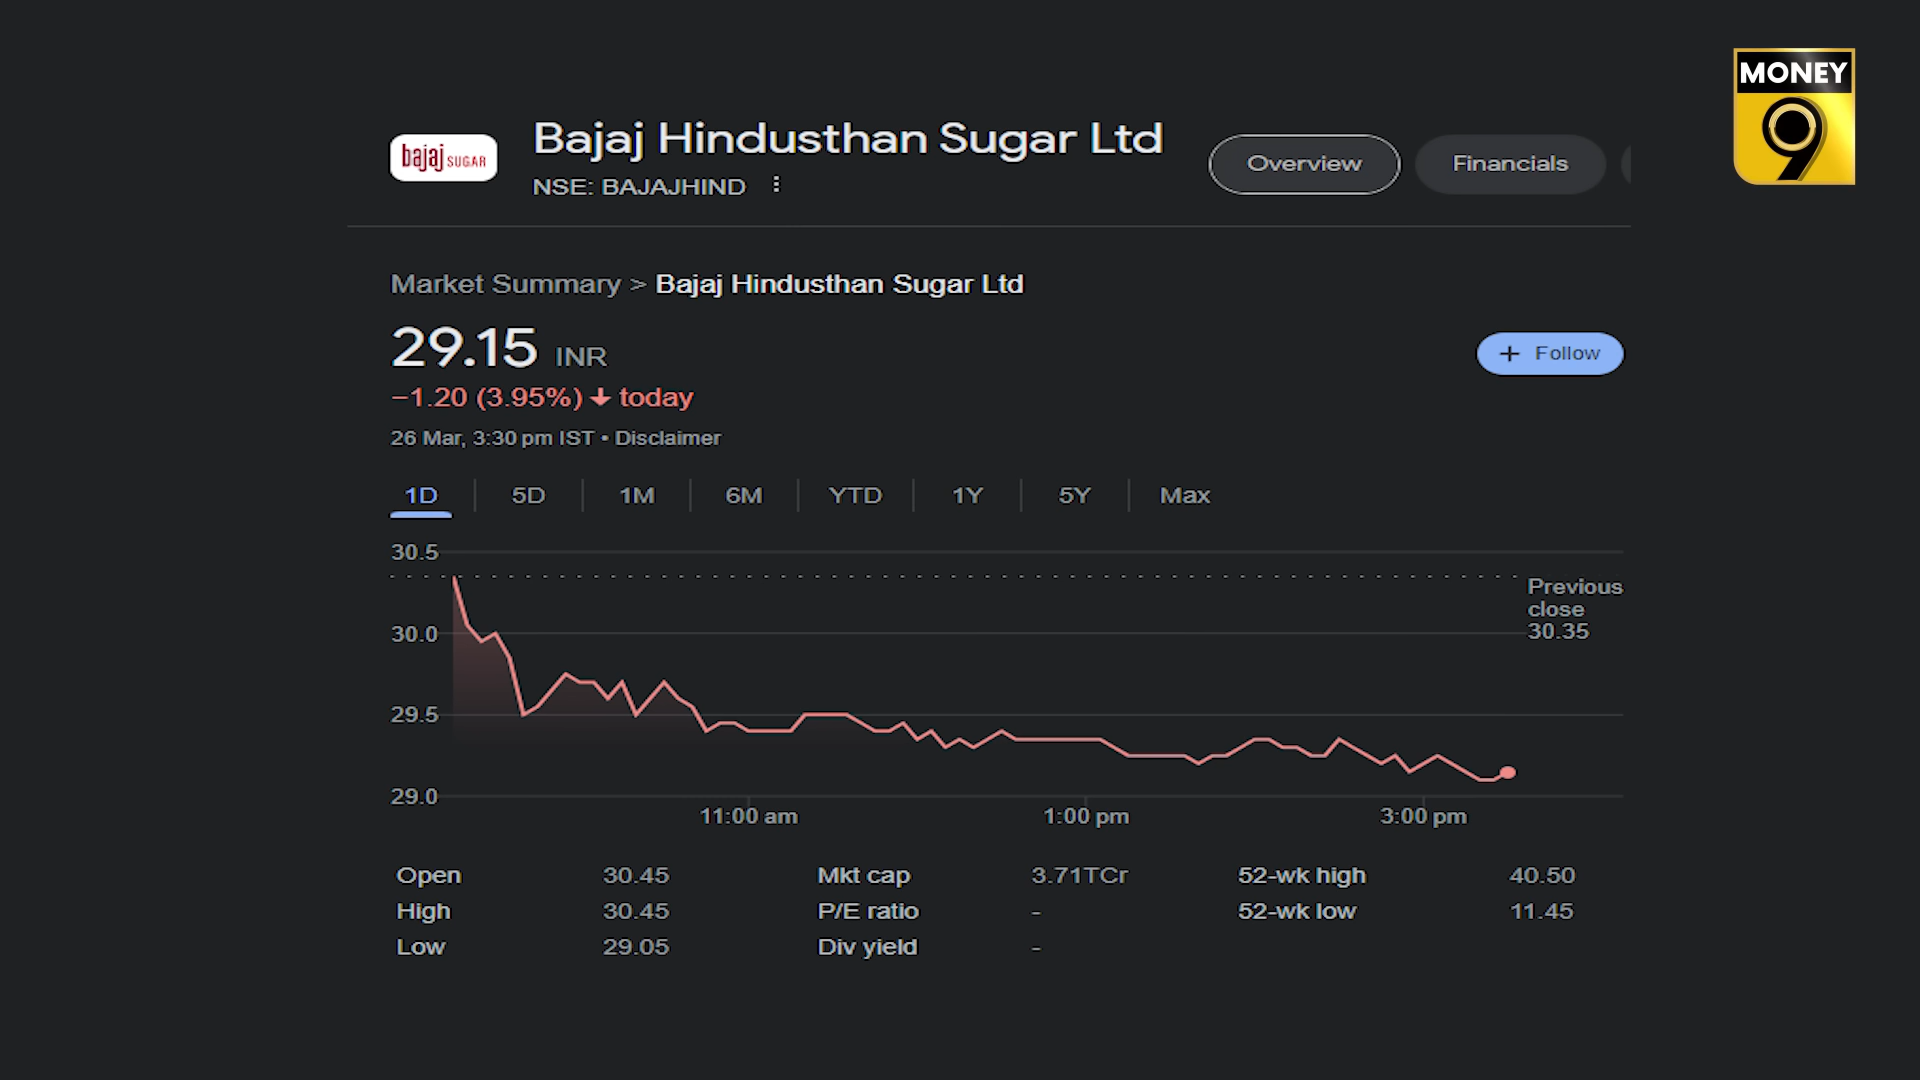 MONEY
9
bajaj SUGAR
Bajaj Hindusthan Sugar Ltd
NSE: BAJAJHIND
Overview
Financials
Market Summary > Bajaj Hindusthan Sugar Ltd
29.15 INR
+ Follow
−1.20 (3.95%) ↓ today
26 Mar, 3:30 pm IST • Disclaimer
1D 5D 1M 6M YTD 1Y 5Y Max
30.5
30.0
29.5
29.0
Previous
close
30.35
11:00 am 1:00 pm 3:00 pm
Open 30.45 Mkt cap 3.71TCr 52-wk high 40.50
High 30.45 P/E ratio - 52-wk low 11.45
Low 29.05 Div yield -